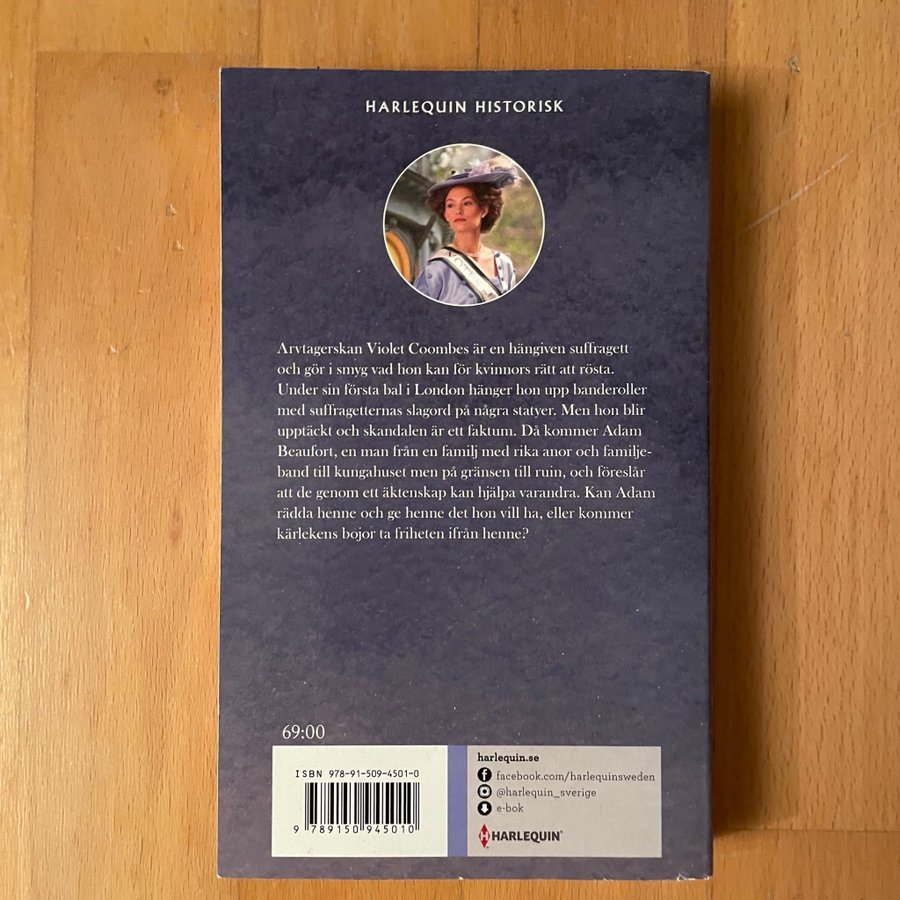 HARLEQUIN HISTORISK
Arvtagerskan Violet Coombes är en hängiven suffragett
och gör i smyg vad hon kan för kvinnors rätt att rösta.
Under sin första bal i London hänger hon upp banderoller
med suffragetternas slagord på några statyer. Men hon blir
upptäckt och skandalen är ett faktum. Då kommer Adam
Beaufort, en man från en familj med rika anor och familje-
band till kungahuset men på gränsen till ruin, och föreslår
att de genom ett äktenskap kan hjälpa varandra. Kan Adam
rädda henne och ge henne det hon vill ha, eller kommer
kärlekens bojor ta friheten ifrån henne?
69:00
ISBN 978-91-509-4501-0
9 789150 945010
harlequin.se
facebook.com/harlequinsweden
@harlequin_sverige
e-bok
HARLEQUIN®